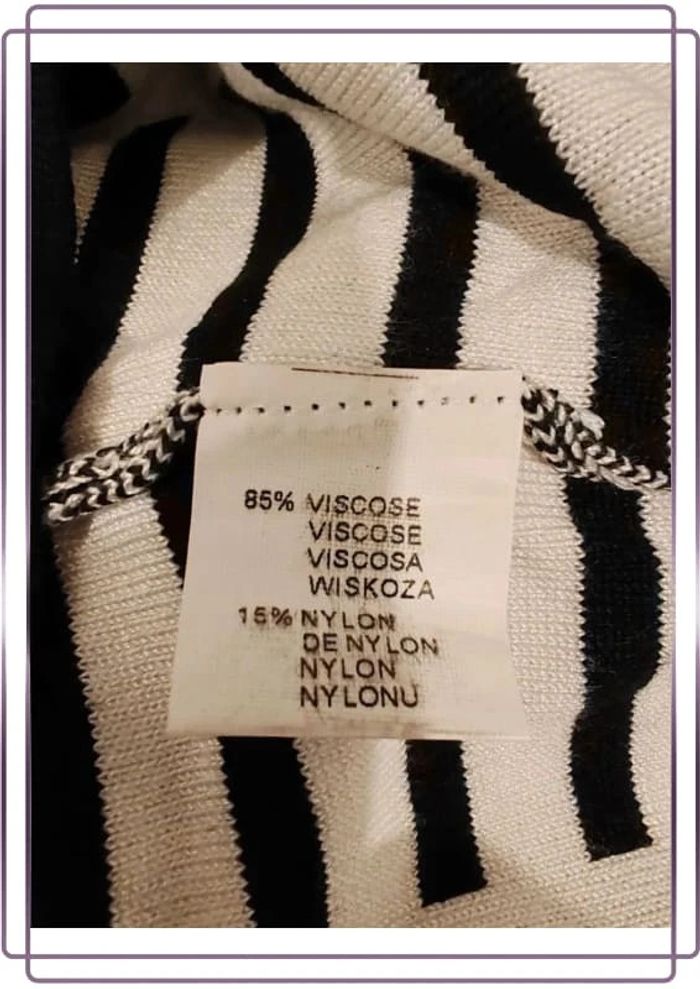 85% VISCOSE
VISCOSE
VISCOSA
WISKOZA
15% NYLON
DE NYLON
NYLON
NYLONU